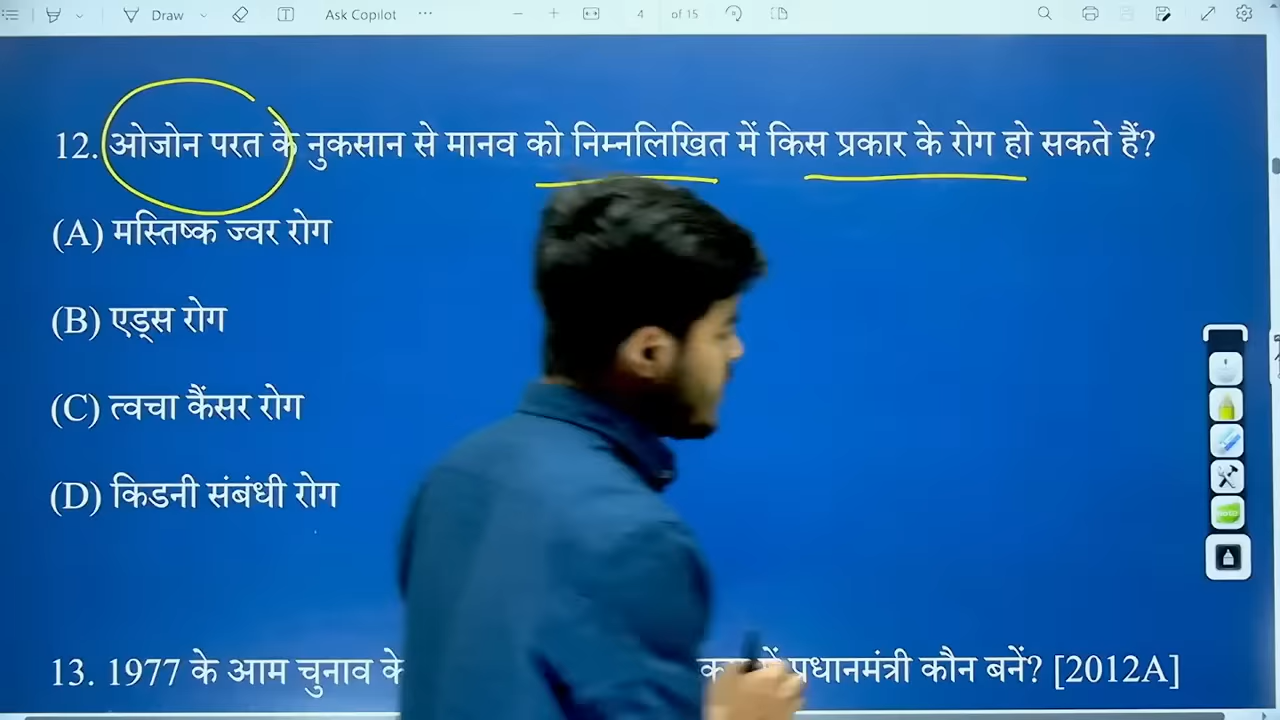 Draw Ask Copilot 4 of 15
12. ओजोन परत के नुकसान से मानव को निम्नलिखित में किस प्रकार के रोग हो सकते हैं?
(A) मस्तिष्क ज्वर रोग
(B) एड्स रोग
(C) त्वचा कैंसर रोग
(D) किडनी संबंधी रोग
13. 1977 के आम चुनाव के में प्रधानमंत्री कौन बनें? [2012A]